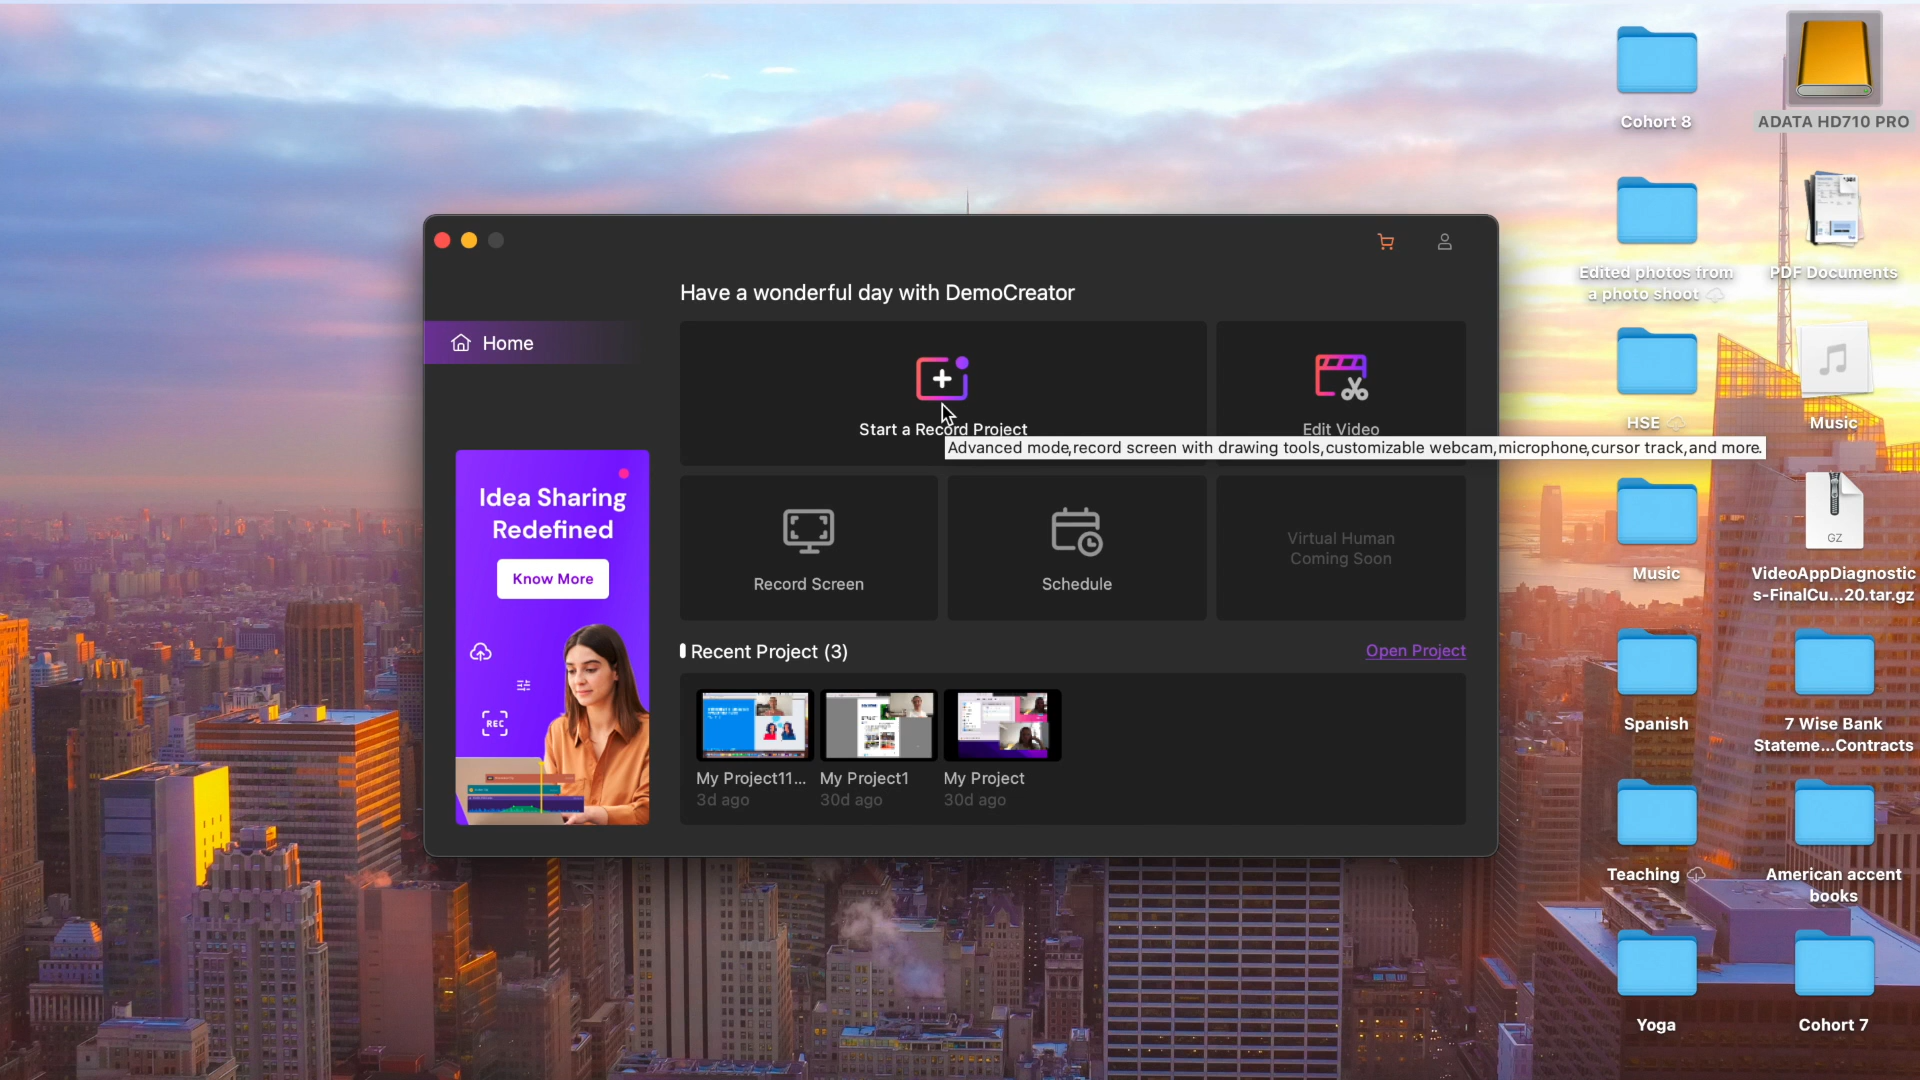 Have a wonderful day with DemoCreator
Home
Start a Record Project
Edit Video
Advanced mode,record screen with drawing tools,customizable webcam,microphone,cursor track,and more.
Idea Sharing
Redefined
Know More
REC
Record Screen
Schedule
Virtual Human
Coming Soon
Recent Project (3)
Open Project
My Project11...
3d ago
My Project1
30d ago
My Project
30d ago
Cohort 8
ADATA HD710 PRO
Edited photos from
a photo shoot
PDF Documents
HSE
Music
Music
GZ
VideoAppDiagnostic
s-FinalCu...20.tar.gz
Spanish
7 Wise Bank
Stateme...Contracts
Teaching
American accent
books
Yoga
Cohort 7